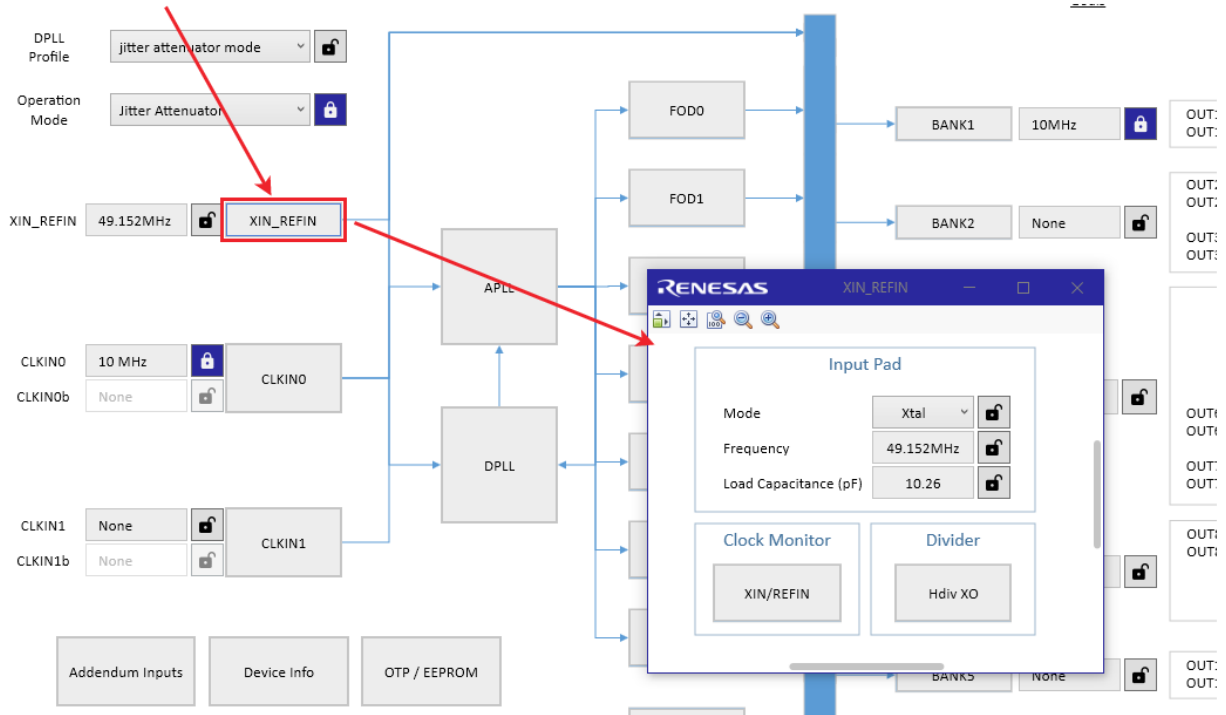 DPLL
Profile
jitter attenuator mode
Operation
Mode
Jitter Attenuator
XIN_REFIN
49.152MHz
XIN_REFIN
CLKIN0
10 MHz
CLKIN0b
None
CLKIN0
CLKIN1
None
CLKIN1b
None
CLKIN1
Addendum Inputs
Device Info
OTP / EEPROM
APLL
DPLL
FOD0
FOD1
BANK1
10MHz
BANK2
None
BANK5
None
RENESAS
XIN_REFIN
100
Input Pad
Mode
Xtal
Frequency
49.152MHz
Load Capacitance (pF)
10.26
Clock Monitor
XIN/REFIN
Divider
Hdiv XO